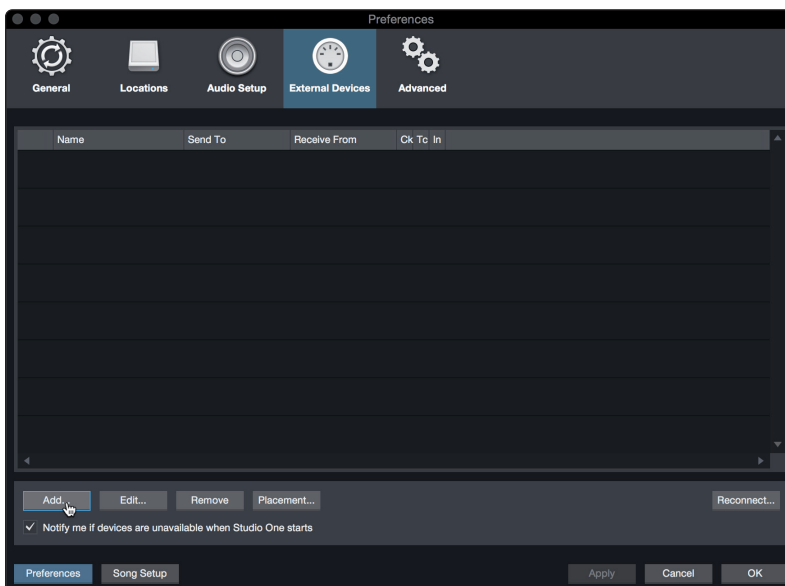 Preferences
General Locations Audio Setup External Devices Advanced
Name Send To Receive From Ck Tc In
Add... Edit... Remove Placement... Reconnect...
Notify me if devices are unavailable when Studio One starts
Preferences Song Setup Apply Cancel OK